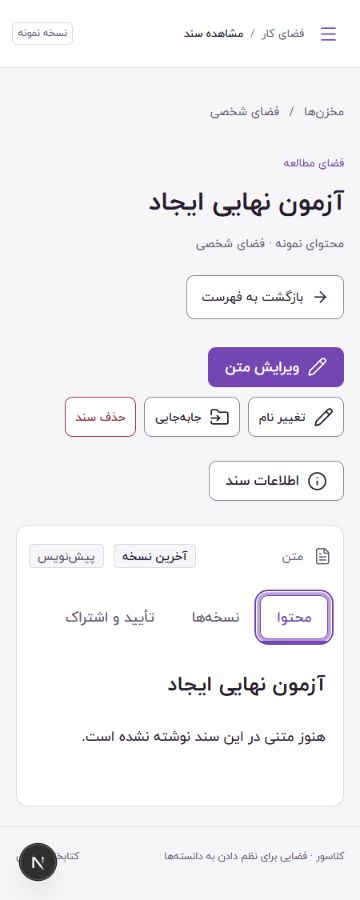 فضای کار / مشاهده سند
نسخه نمونه
مخزن‌ها / فضای شخصی
فضای مطالعه
آزمون نهایی ایجاد
محتوای نمونه · فضای شخصی
بازگشت به فهرست
ویرایش متن
تغییر نام
جابه‌جایی
حذف سند
اطلاعات سند
متن
آخرین نسخه
پیش‌نویس
محتوا
نسخه‌ها
تأیید و اشتراک
آزمون نهایی ایجاد
هنوز متنی در این سند نوشته نشده است.
کلاسور · فضایی برای نظم دادن به دانسته‌ها
N